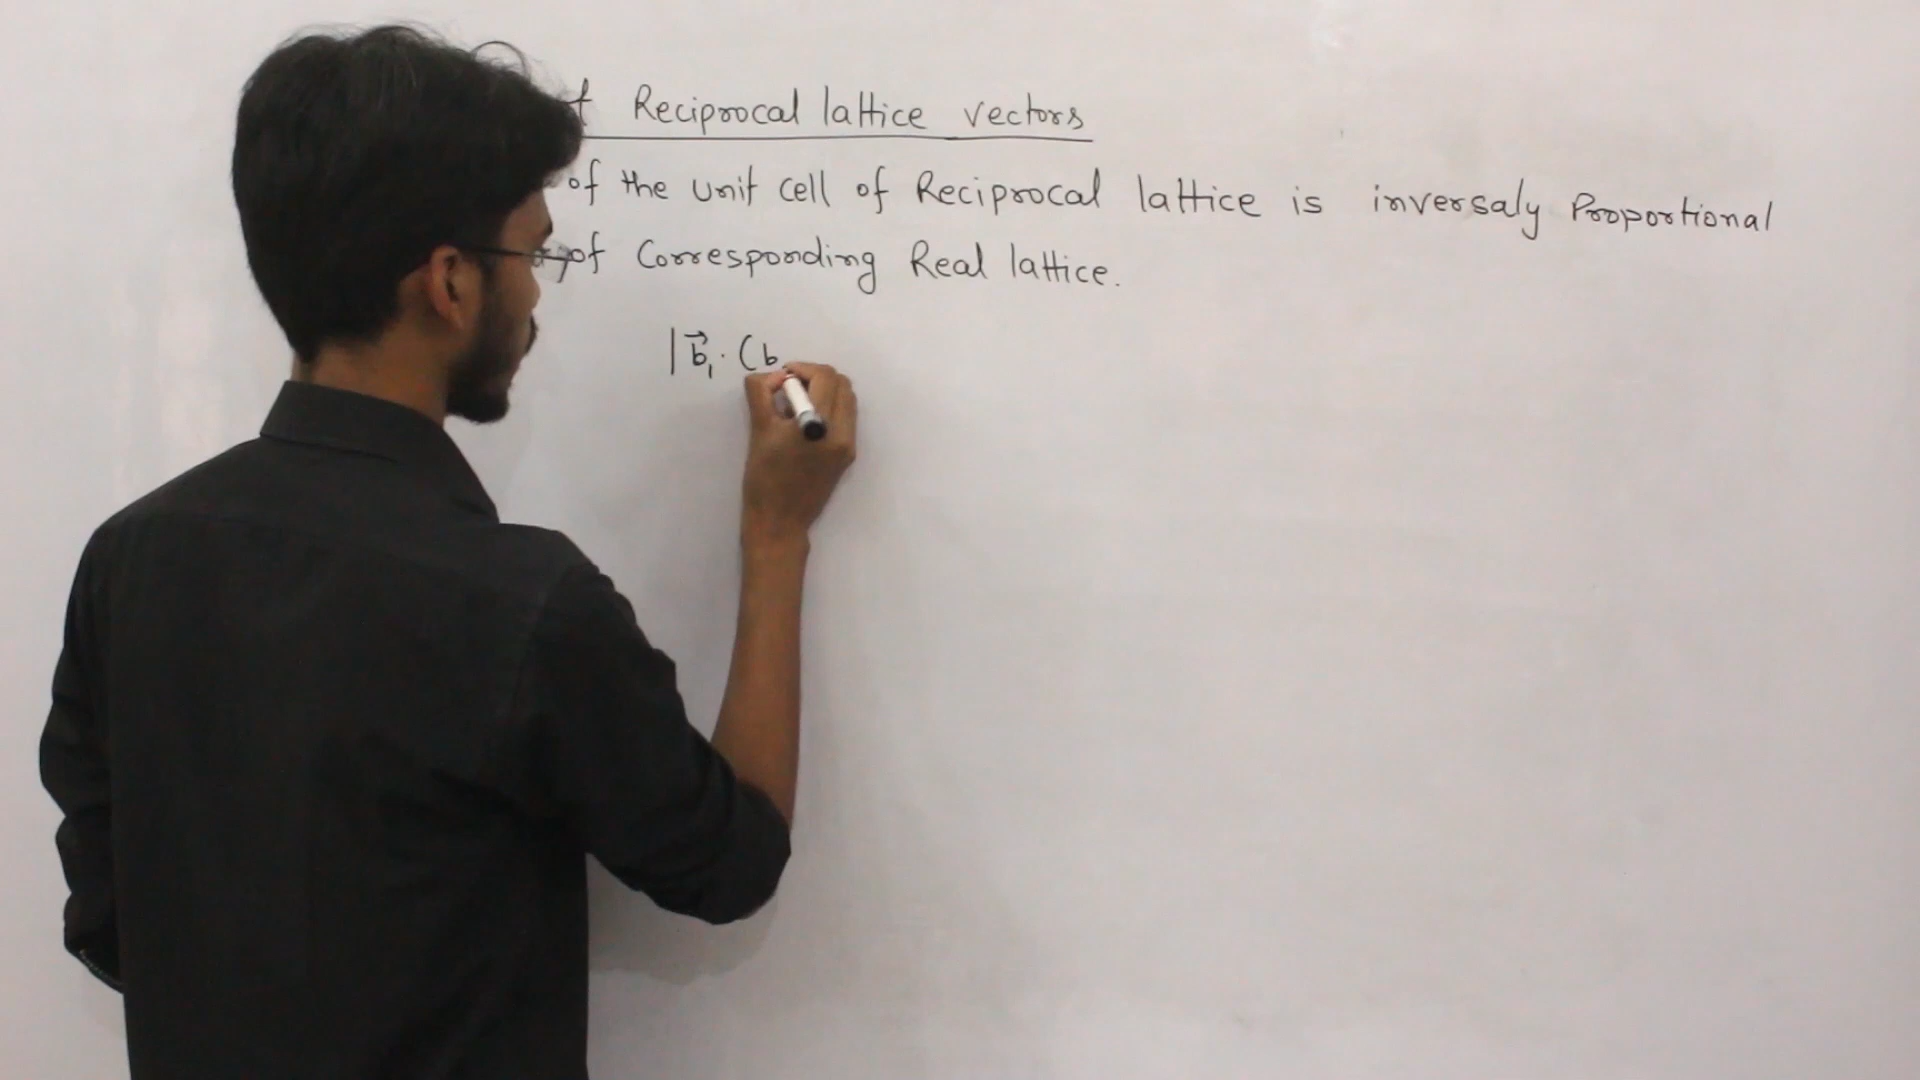 Reciprocal lattice vectors
of the unit cell of Reciprocal lattice is inversaly Proportional
of Corresponding Real lattice.
|b⃗₁ · (b